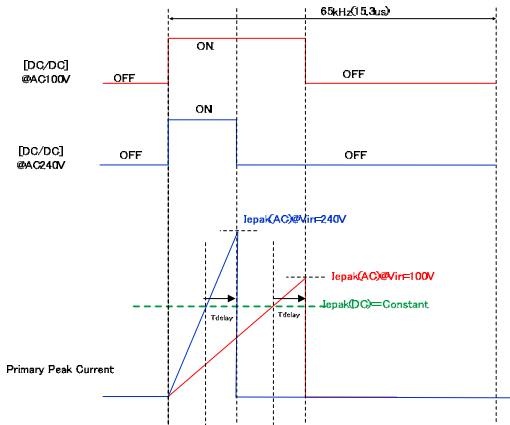 65kHz(15.3us)
ON
[DC/DC]
@AC100V
OFF
OFF
ON
[DC/DC]
@AC240V
OFF
OFF
Iepak(AC)@Vin=240V
Iepak(AC)@Vin=100V
Iepak(DC)=Constant
Tdelay
Tdelay
Primary Peak Current